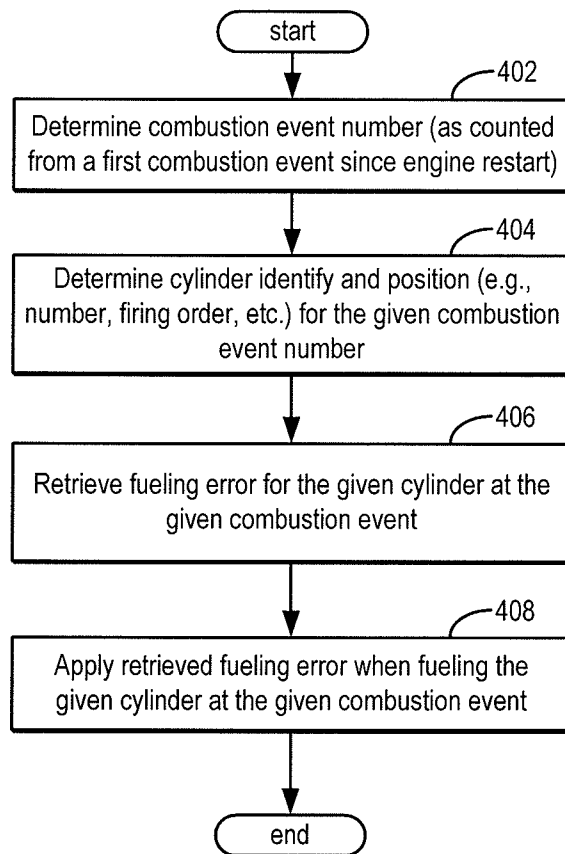 start
402
Determine combustion event number (as counted
from a first combustion event since engine restart)
404
Determine cylinder identify and position (e.g.,
number, firing order, etc.) for the given combustion
event number
406
Retrieve fueling error for the given cylinder at the
given combustion event
408
Apply retrieved fueling error when fueling the
given cylinder at the given combustion event
end